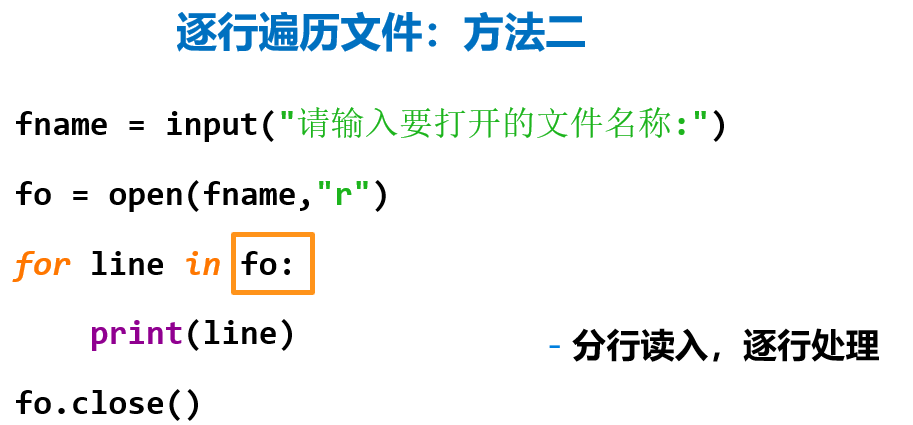 逐行遍历文件：方法二
fname = input("请输入要打开的文件名称:")
fo = open(fname,"r")
for line in fo:
    print(line)
- 分行读入，逐行处理
fo.close()